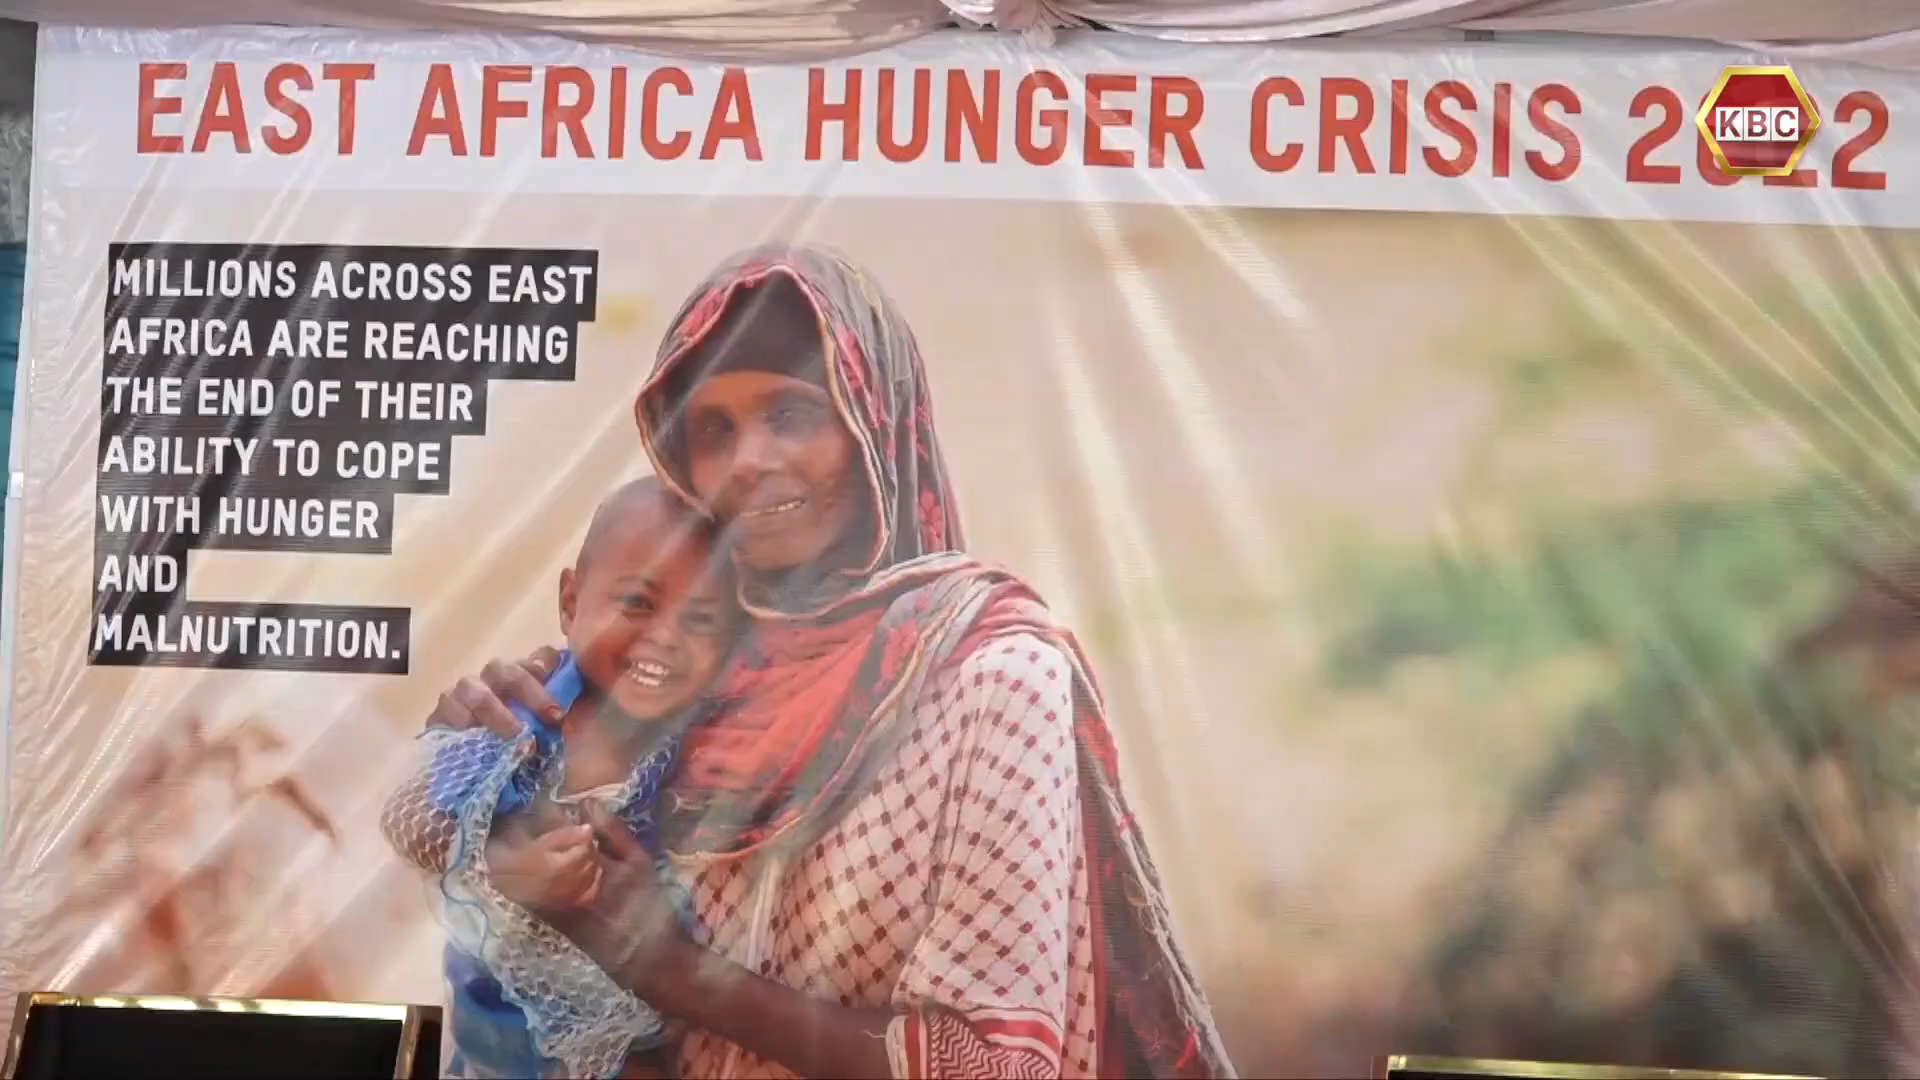 EAST AFRICA HUNGER CRISIS 2022
KBC
MILLIONS ACROSS EAST
AFRICA ARE REACHING
THE END OF THEIR
ABILITY TO COPE
WITH HUNGER
AND
MALNUTRITION.